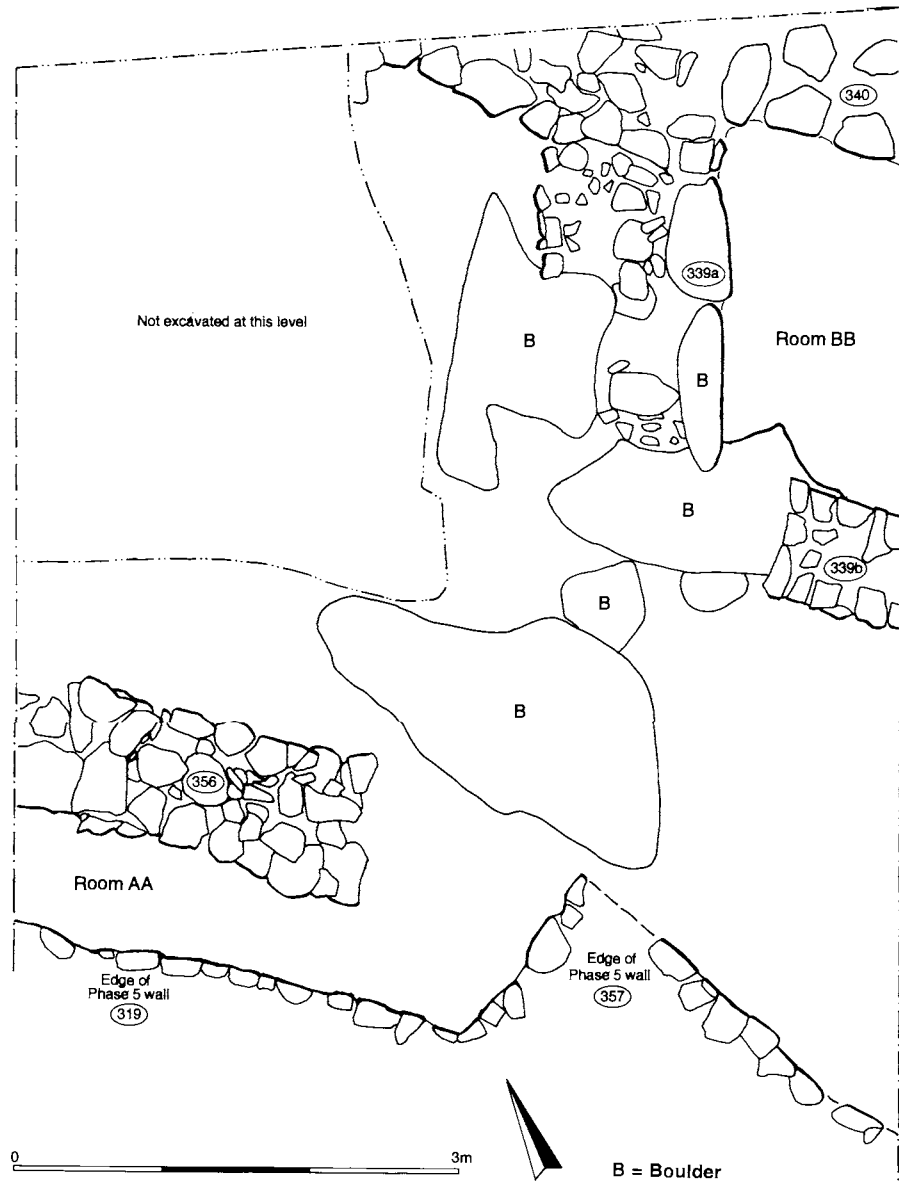 340
339a
Not excavated at this level
B
Room BB
B
B
339b
B
B
356
Room AA
Edge of
Phase 5 wall
319
Edge of
Phase 5 wall
357
0
3m
B = Boulder